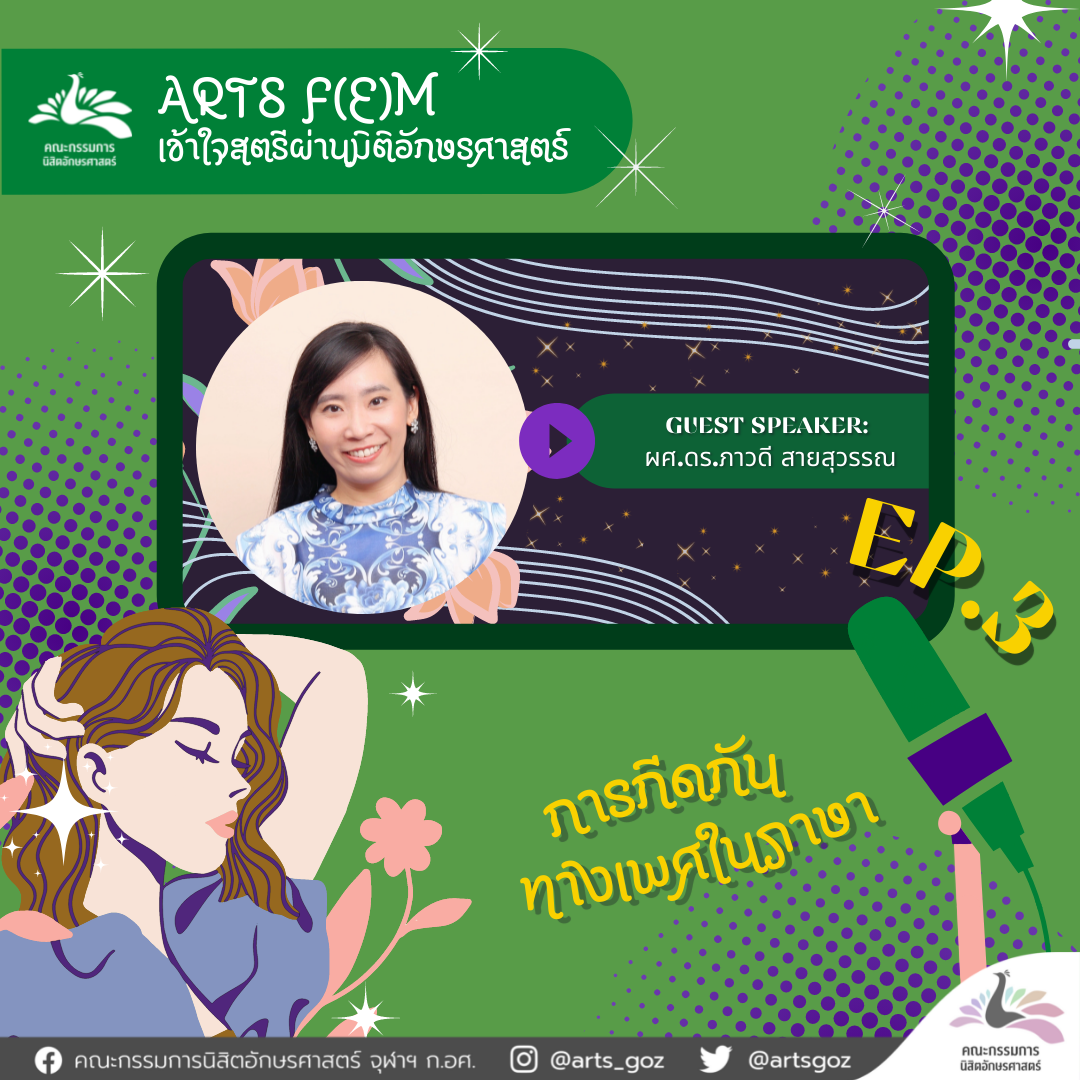 ARTS F(E)M
เข้าใจสตรีผ่านมิติอักษรศาสตร์
คณะกรรมการ
นิสิตอักษรศาสตร์
GUEST SPEAKER:
ผศ.ดร.ภาวดี สายสุวรรณ
EP.3
การกีดกัน
ทางเพศในภาษา
คณะกรรมการนิสิตอักษรศาสตร์ จุฬาฯ ก.อศ.
@arts_goz
@artsgoz
คณะกรรมการ
นิสิตอักษรศาสตร์